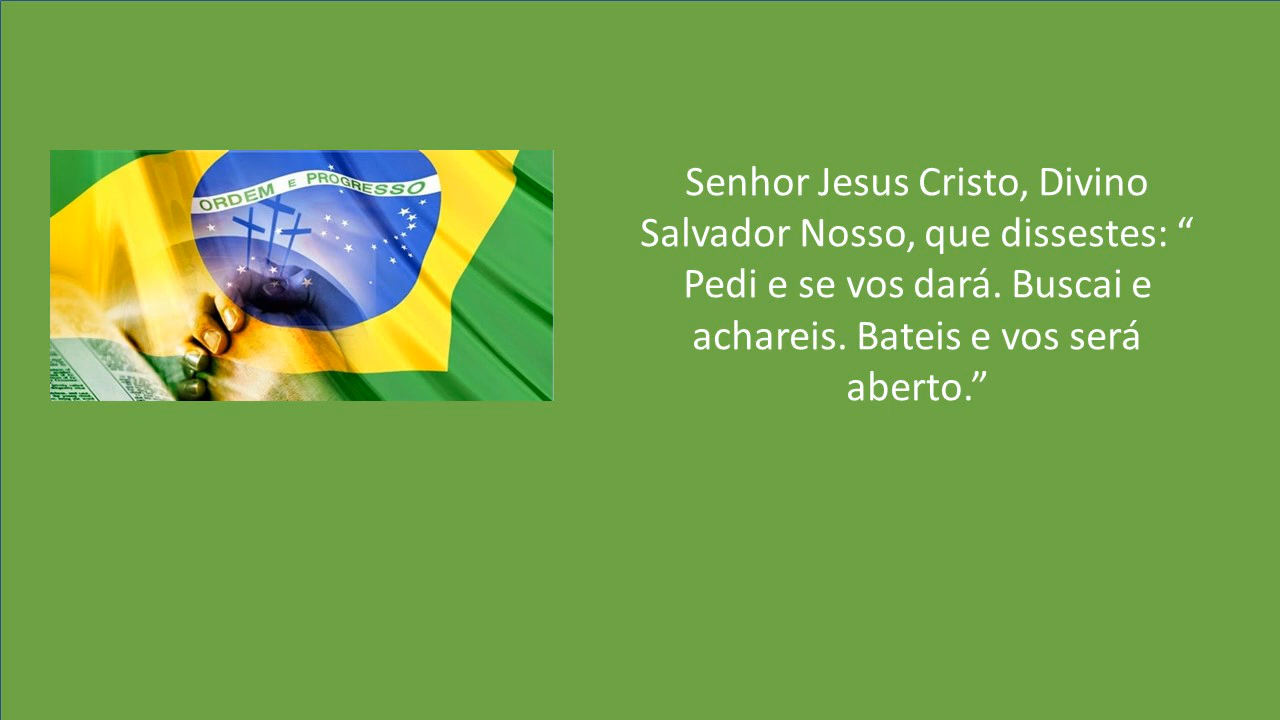 ORDEM E PROGRESSO
Senhor Jesus Cristo, Divino
Salvador Nosso, que dissestes: “
Pedi e se vos dará. Buscai e
achareis. Bateis e vos será
aberto.”